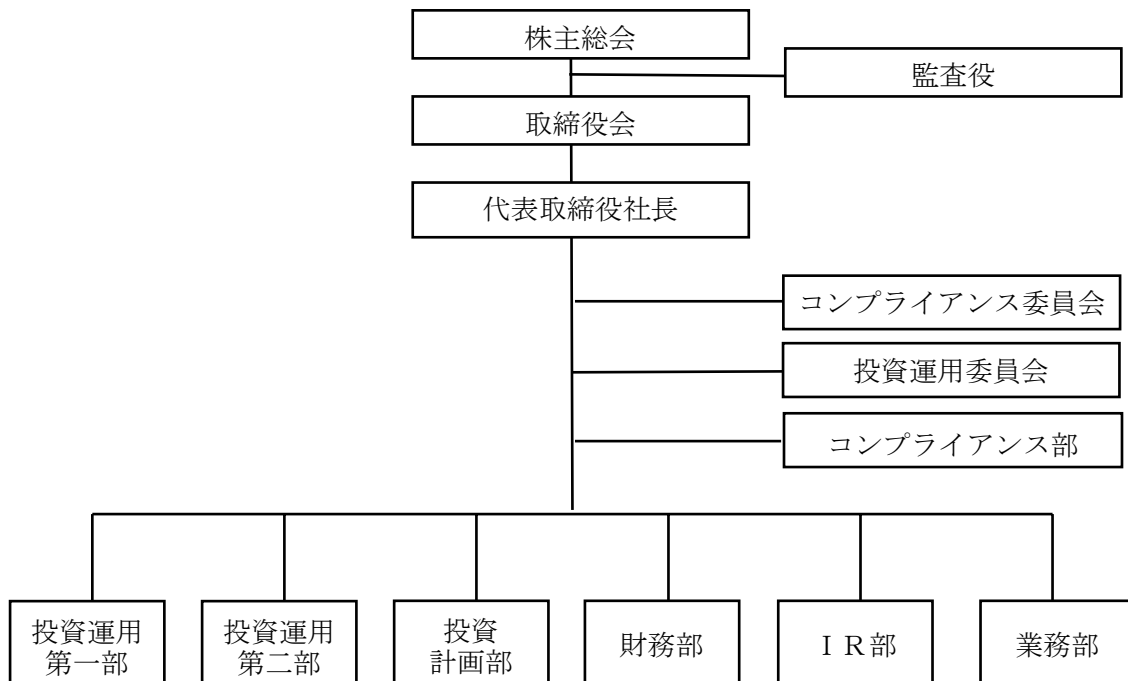 株主総会
監査役
取締役会
代表取締役社長
コンプライアンス委員会
投資運用委員会
コンプライアンス部
投資運用
第一部
投資運用
第二部
投資
計画部
財務部
ＩＲ部
業務部